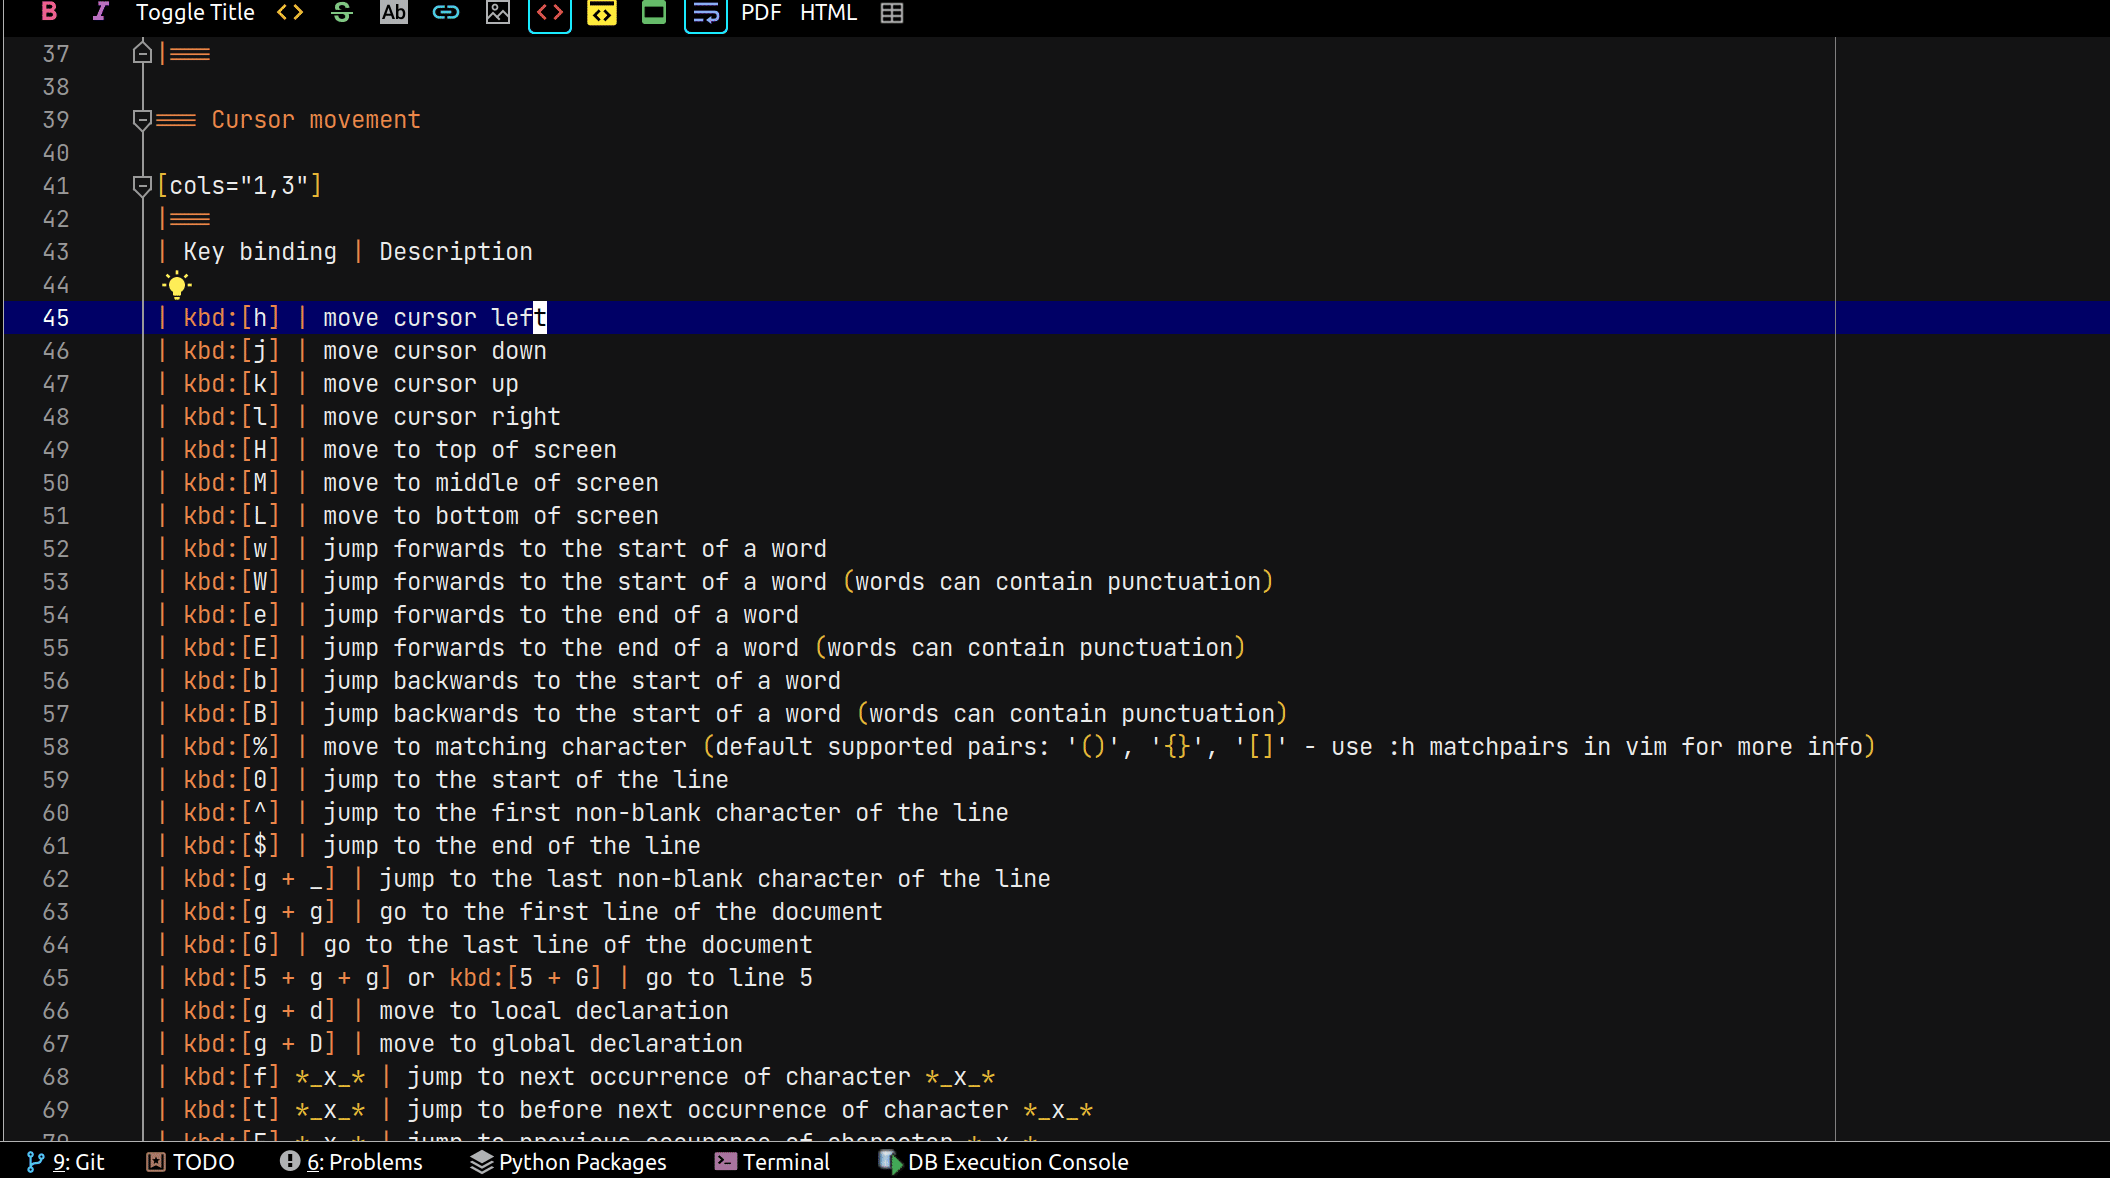 B I Toggle Title <> S Ab <> <> PDF HTML
37 |===
38
39 === Cursor movement
40
41 [cols="1,3"]
42 |===
43 | Key binding | Description
44
45 | kbd:[h] | move cursor left
46 | kbd:[j] | move cursor down
47 | kbd:[k] | move cursor up
48 | kbd:[l] | move cursor right
49 | kbd:[H] | move to top of screen
50 | kbd:[M] | move to middle of screen
51 | kbd:[L] | move to bottom of screen
52 | kbd:[w] | jump forwards to the start of a word
53 | kbd:[W] | jump forwards to the start of a word (words can contain punctuation)
54 | kbd:[e] | jump forwards to the end of a word
55 | kbd:[E] | jump forwards to the end of a word (words can contain punctuation)
56 | kbd:[b] | jump backwards to the start of a word
57 | kbd:[B] | jump backwards to the start of a word (words can contain punctuation)
58 | kbd:[%] | move to matching character (default supported pairs: '()', '{}', '[]' - use :h matchpairs in vim for more info)
59 | kbd:[0] | jump to the start of the line
60 | kbd:[^] | jump to the first non-blank character of the line
61 | kbd:[$] | jump to the end of the line
62 | kbd:[g + _] | jump to the last non-blank character of the line
63 | kbd:[g + g] | go to the first line of the document
64 | kbd:[G] | go to the last line of the document
65 | kbd:[5 + g + g] or kbd:[5 + G] | go to line 5
66 | kbd:[g + d] | move to local declaration
67 | kbd:[g + D] | move to global declaration
68 | kbd:[f] *_x_* | jump to next occurrence of character *_x_*
69 | kbd:[t] *_x_* | jump to before next occurrence of character *_x_*
70 | kbd:[F] *_x_* | jump to previous occurence of character *_x_*
9: Git TODO 6: Problems Python Packages Terminal DB Execution Console